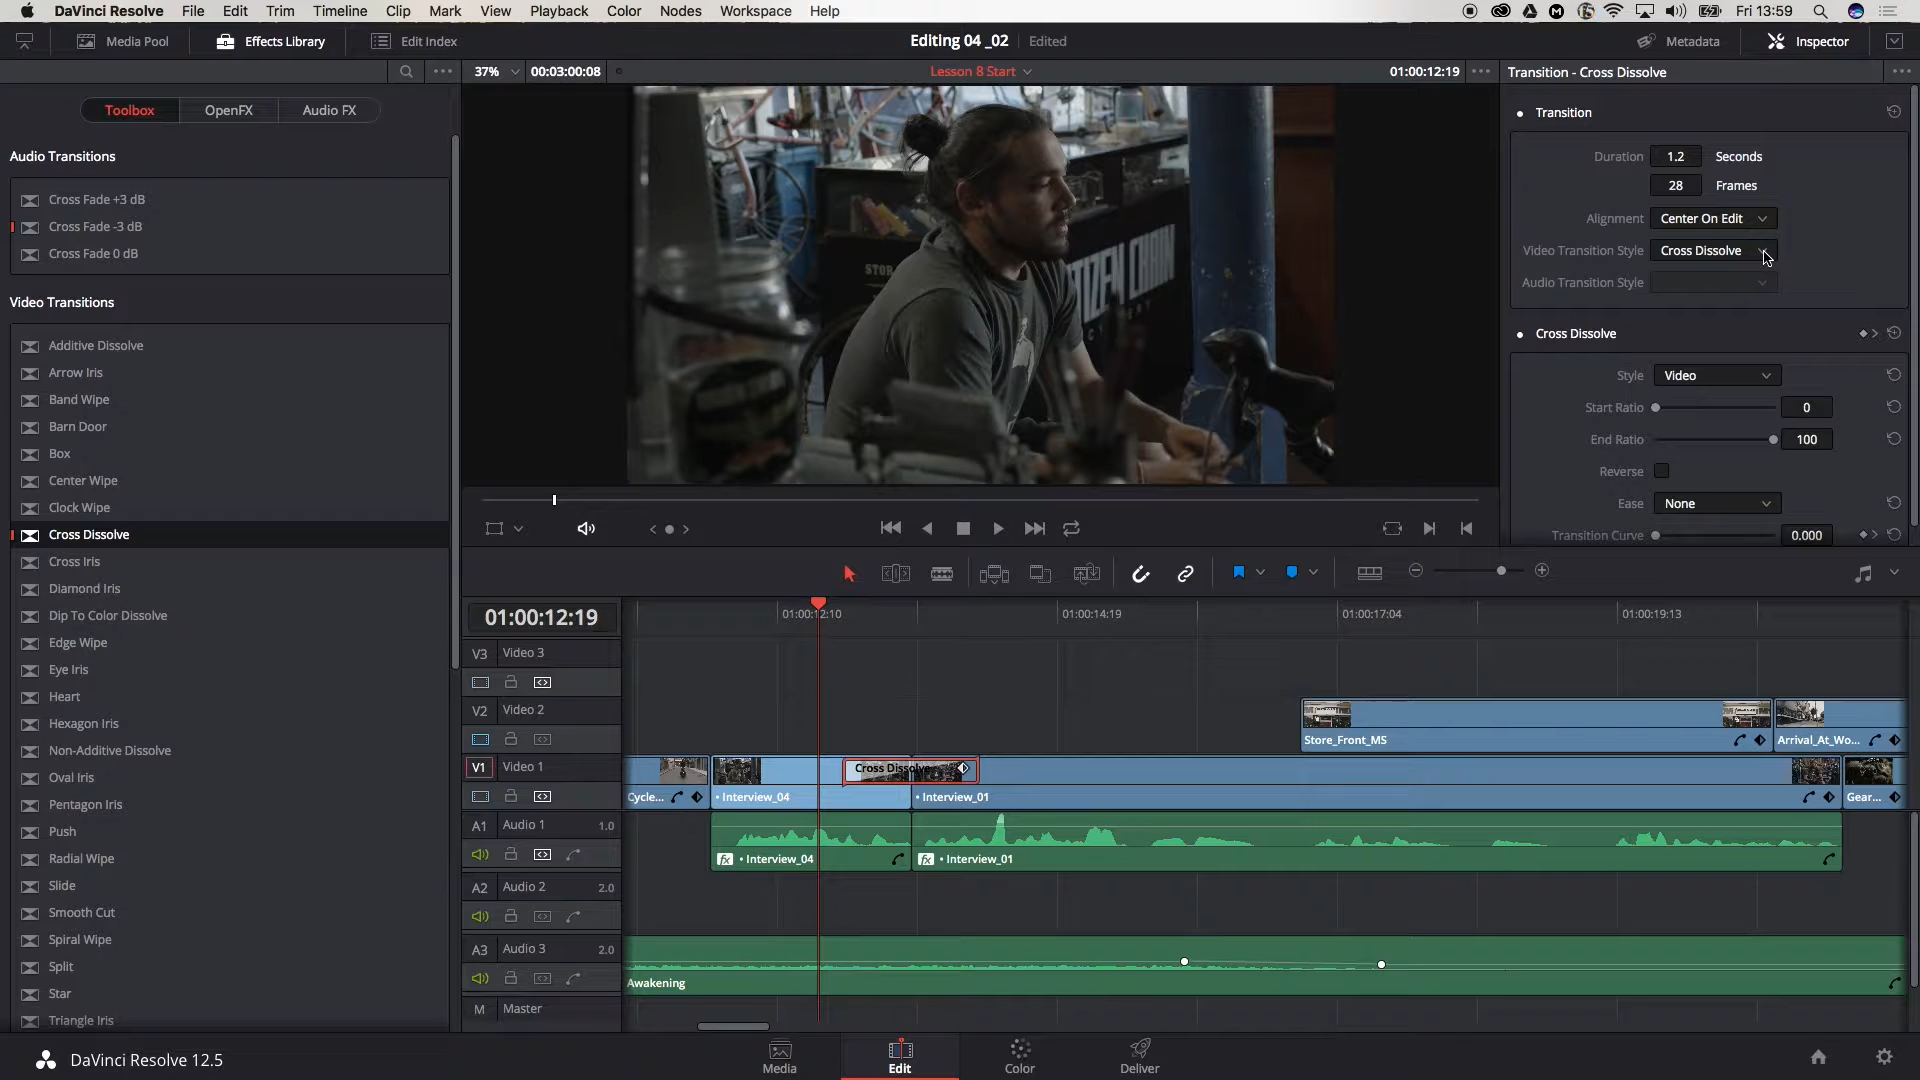 DaVinci Resolve File Edit Trim Timeline Clip Mark View Playback Color Nodes Workspace Help Fri 13:59
Media Pool Effects Library Edit Index Editing 04 _02 Edited Metadata Inspector
37% 00:03:00:08 Lesson 8 Start 01:00:12:19 Transition - Cross Dissolve
Toolbox OpenFX Audio FX
Audio Transitions
Cross Fade +3 dB
Cross Fade -3 dB
Cross Fade 0 dB
Video Transitions
Additive Dissolve
Arrow Iris
Band Wipe
Barn Door
Box
Center Wipe
Clock Wipe
Cross Dissolve
Cross Iris
Diamond Iris
Dip To Color Dissolve
Edge Wipe
Eye Iris
Heart
Hexagon Iris
Non-Additive Dissolve
Oval Iris
Pentagon Iris
Push
Radial Wipe
Slide
Smooth Cut
Spiral Wipe
Split
Star
Triangle Iris
Transition
Duration 1.2 Seconds
28 Frames
Alignment Center On Edit
Video Transition Style Cross Dissolve
Audio Transition Style
Cross Dissolve
Style Video
Start Ratio 0
End Ratio 100
Reverse
Ease None
Transition Curve 0.000
01:00:12:19 01:00:12:10 01:00:14:19 01:00:17:04 01:00:19:13
V3 Video 3
V2 Video 2
Store_Front_MS Arrival_At_Wo...
V1 Video 1
Cross Dissolve
Cycle... Interview_04 Interview_01 Gear...
A1 Audio 1 1.0
fx Interview_04 fx Interview_01
A2 Audio 2 2.0
A3 Audio 3 2.0
Awakening
M Master
DaVinci Resolve 12.5 Media Edit Color Deliver